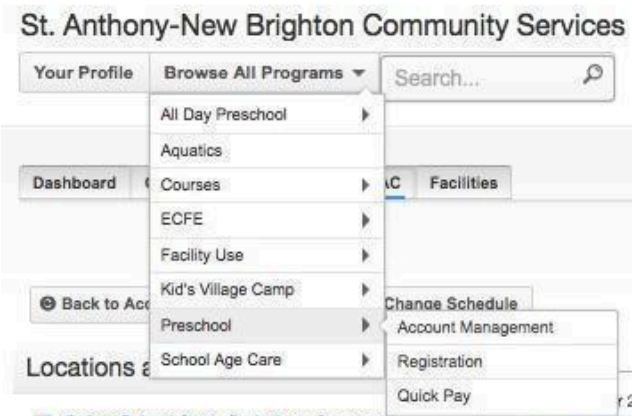 St. Anthony-New Brighton Community Services
Your Profile Browse All Programs Search...
All Day Preschool
Aquatics
Dashboard Courses AC Facilities
ECFE
Facility Use
Kid's Village Camp
Back to Acc Change Schedule
Preschool Account Management
School Age Care Registration
Locations a
Quick Pay